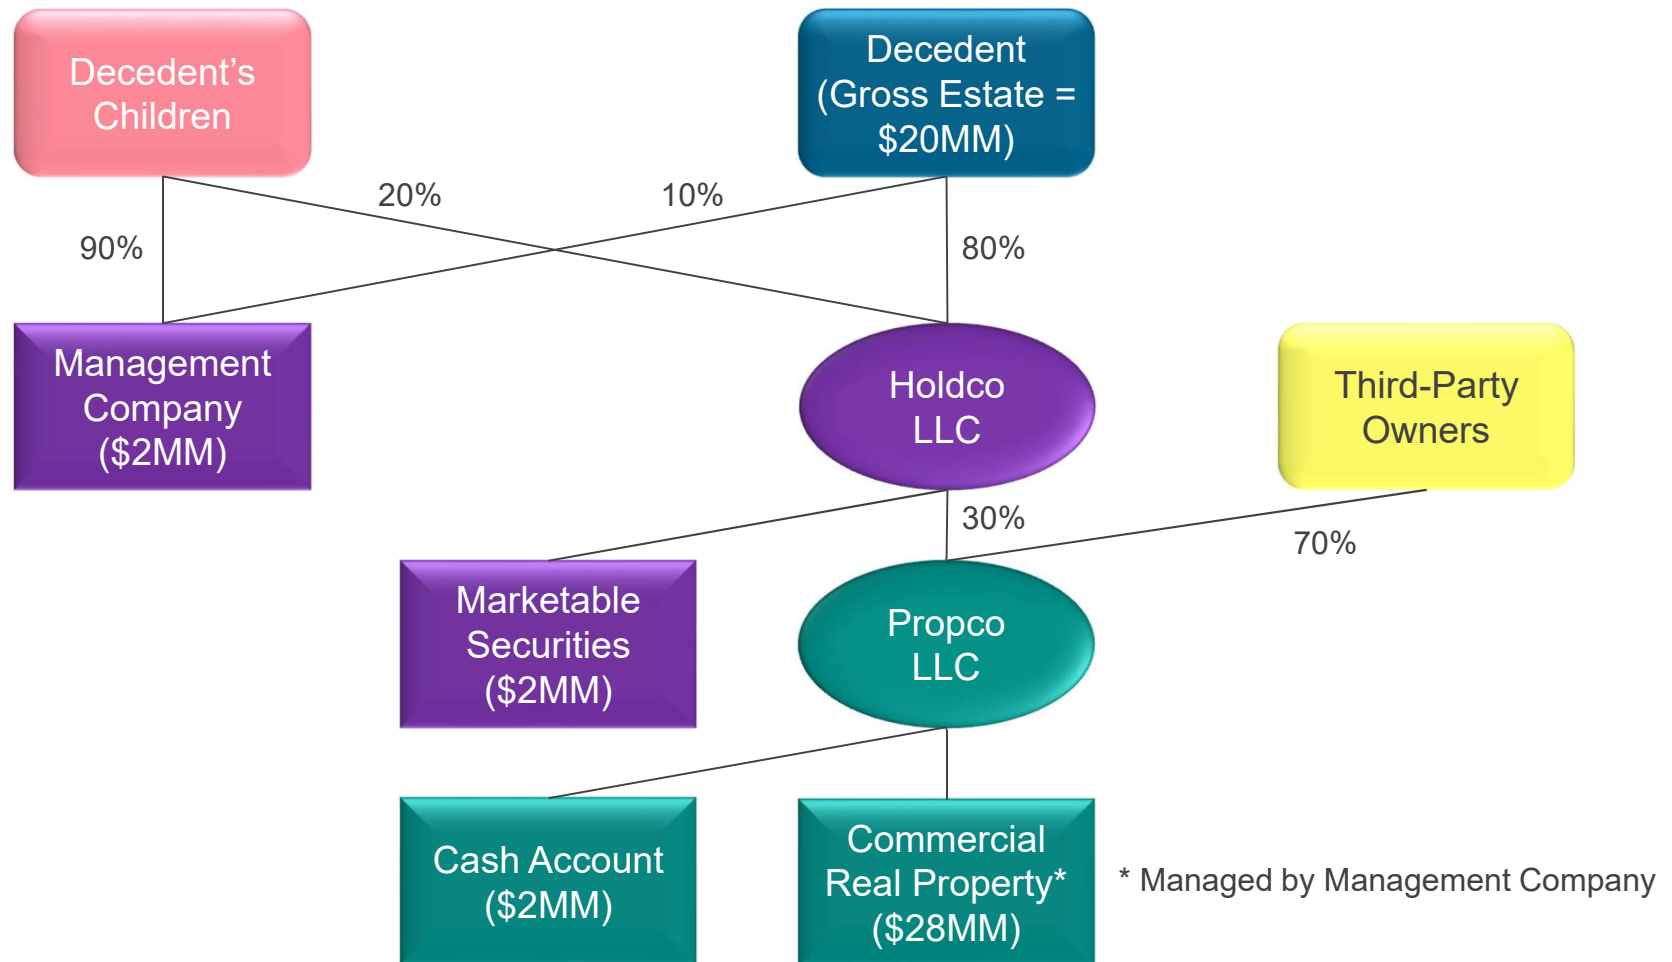 Decedent’s
Children
Decedent
(Gross Estate =
$20MM)
20%
10%
90%
80%
Management
Company
($2MM)
Holdco
LLC
Third-Party
Owners
30%
70%
Marketable
Securities
($2MM)
Propco
LLC
Cash Account
($2MM)
Commercial
Real Property*
($28MM)
* Managed by Management Company